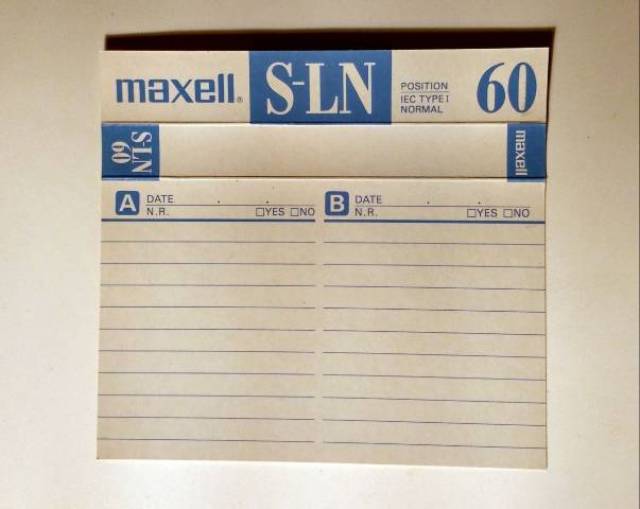 maxell® S-LN POSITION IEC TYPE I NORMAL 60
S-LN 60 maxell
A DATE . .
N.R. □YES □NO
B DATE . .
N.R. □YES □NO